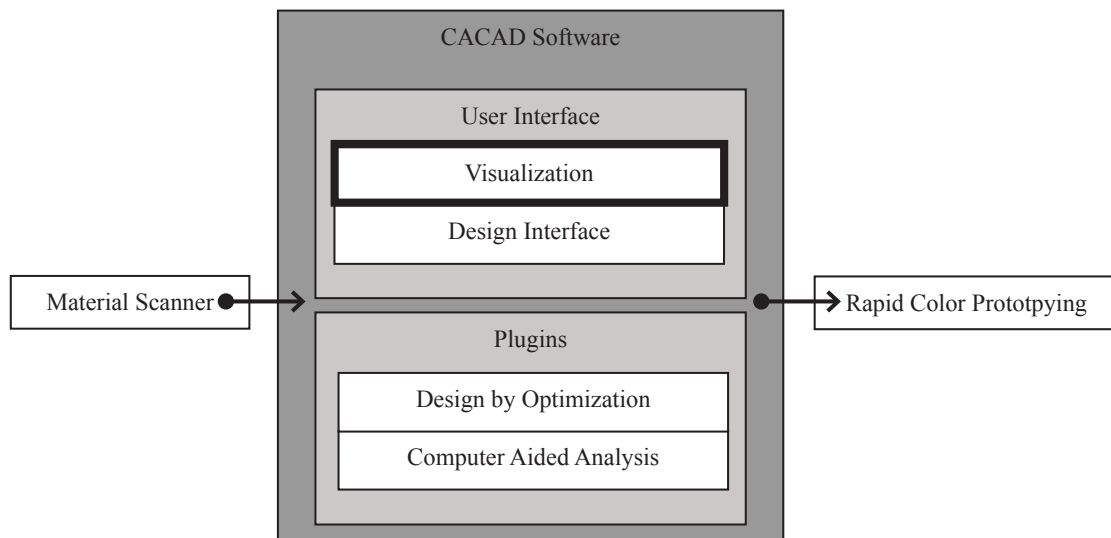 CACAD Software
User Interface
Visualization
Design Interface
Material Scanner
Rapid Color Prototpying
Plugins
Design by Optimization
Computer Aided Analysis